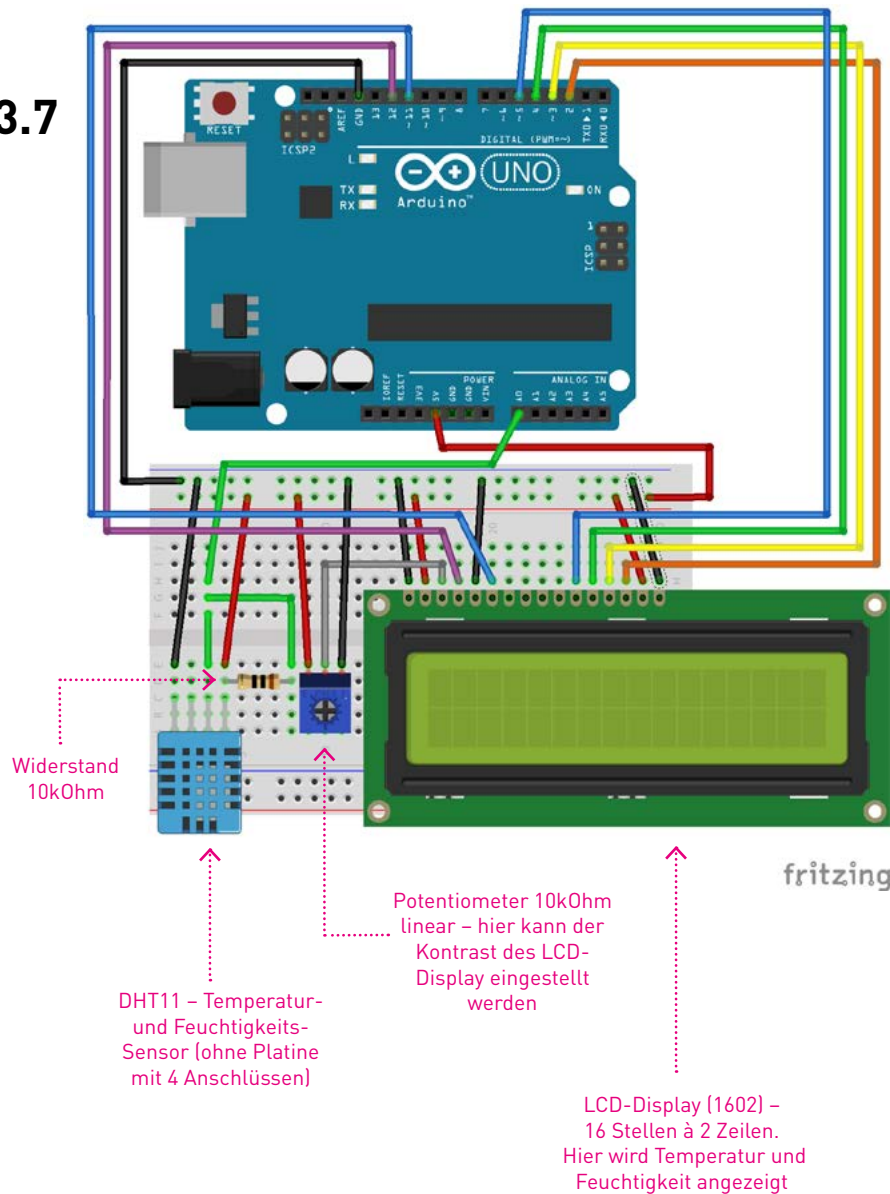 3.7
RESET
ICSP2
AREF
GND
13
12
~11
~10
~9
8
7
~6
~5
4
~3
2
TX0 1
RX0 0
DIGITAL (PWM=~)
L
TX
RX
UNO
ON
Arduino™
1
ICSP
IOREF
RESET
3V3
5V
GND
GND
VIN
POWER
ANALOG IN
A0
A1
A2
A3
A4
A5
20
Widerstand
10kOhm
fritzing
Potentiometer 10kOhm
linear – hier kann der
Kontrast des LCD-
Display eingestellt
werden
DHT11 – Temperatur-
und Feuchtigkeits-
Sensor (ohne Platine
mit 4 Anschlüssen)
LCD-Display (1602) –
16 Stellen à 2 Zeilen.
Hier wird Temperatur und
Feuchtigkeit angezeigt